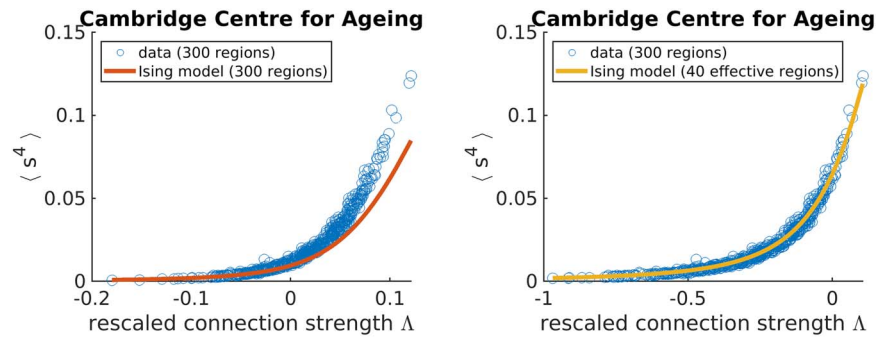 Cambridge Centre for Ageing
0.15
data (300 regions)
Ising model (300 regions)
0.1
⟨ s⁴ ⟩
0.05
0
-0.2
-0.1
0
0.1
rescaled connection strength Λ
Cambridge Centre for Ageing
0.15
data (300 regions)
Ising model (40 effective regions)
0.1
⟨ s⁴ ⟩
0.05
0
-1
-0.5
0
rescaled connection strength Λ